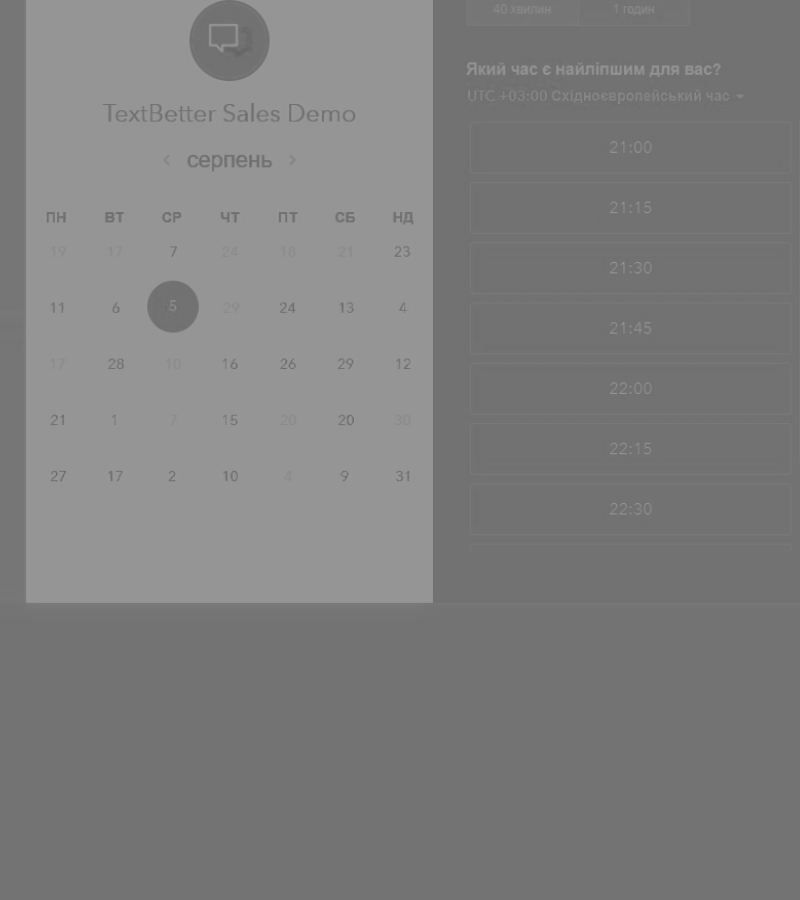 TextBetter Sales Demo
серпень
ПН ВТ СР ЧТ ПТ СБ НД
19 17 7 24 18 21 23
11 6 5 29 24 13 4
17 28 10 16 26 29 12
21 1 7 15 20 20 30
27 17 2 10 4 9 31
40 хвилин 1 годин
Який час є найліпшим для вас?
UTC +03:00 Східноєвропейський час
21:00
21:15
21:30
21:45
22:00
22:15
22:30